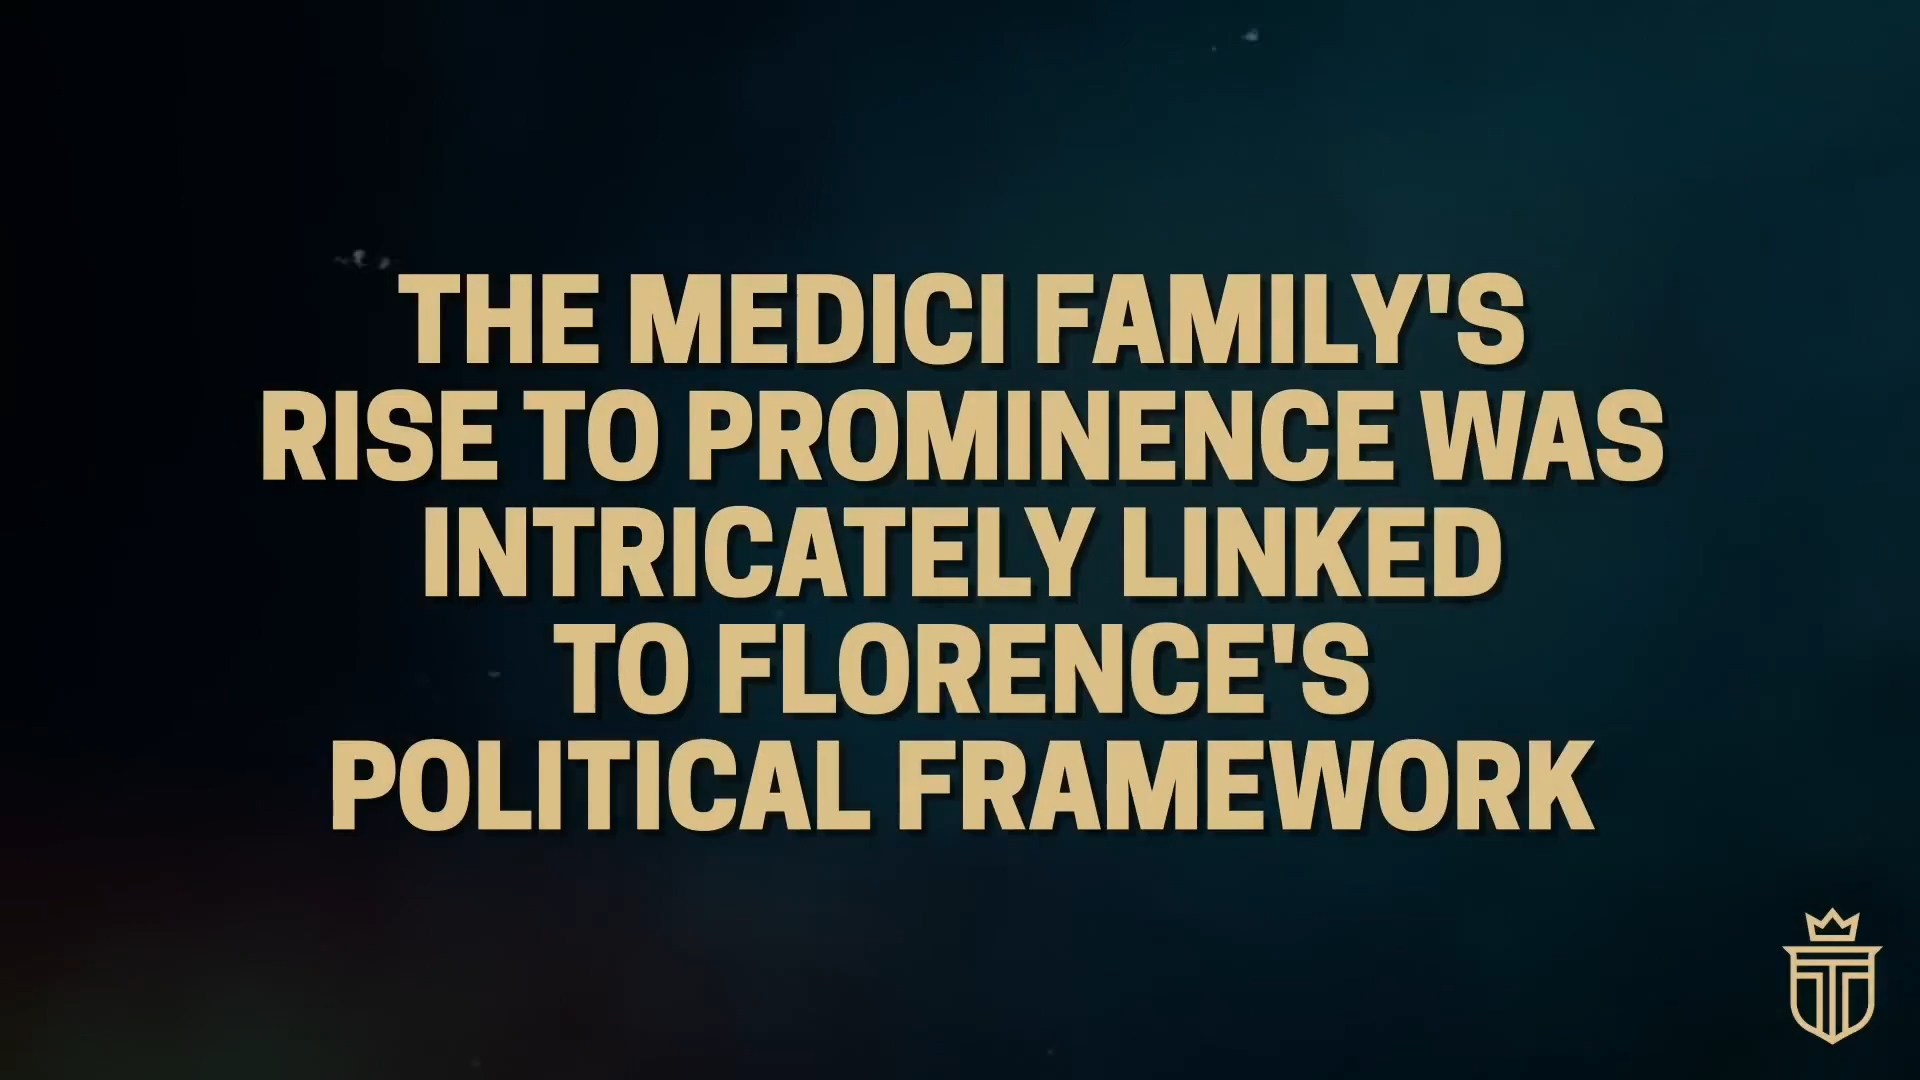 THE MEDICI FAMILY'S
RISE TO PROMINENCE WAS
INTRICATELY LINKED
TO FLORENCE'S
POLITICAL FRAMEWORK